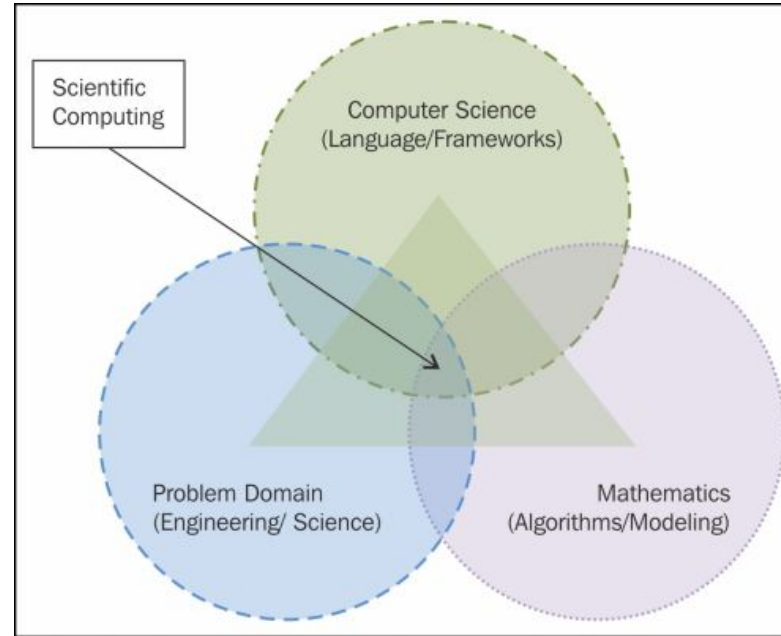 Scientific
Computing
Computer Science
(Language/Frameworks)
Problem Domain
(Engineering/ Science)
Mathematics
(Algorithms/Modeling)